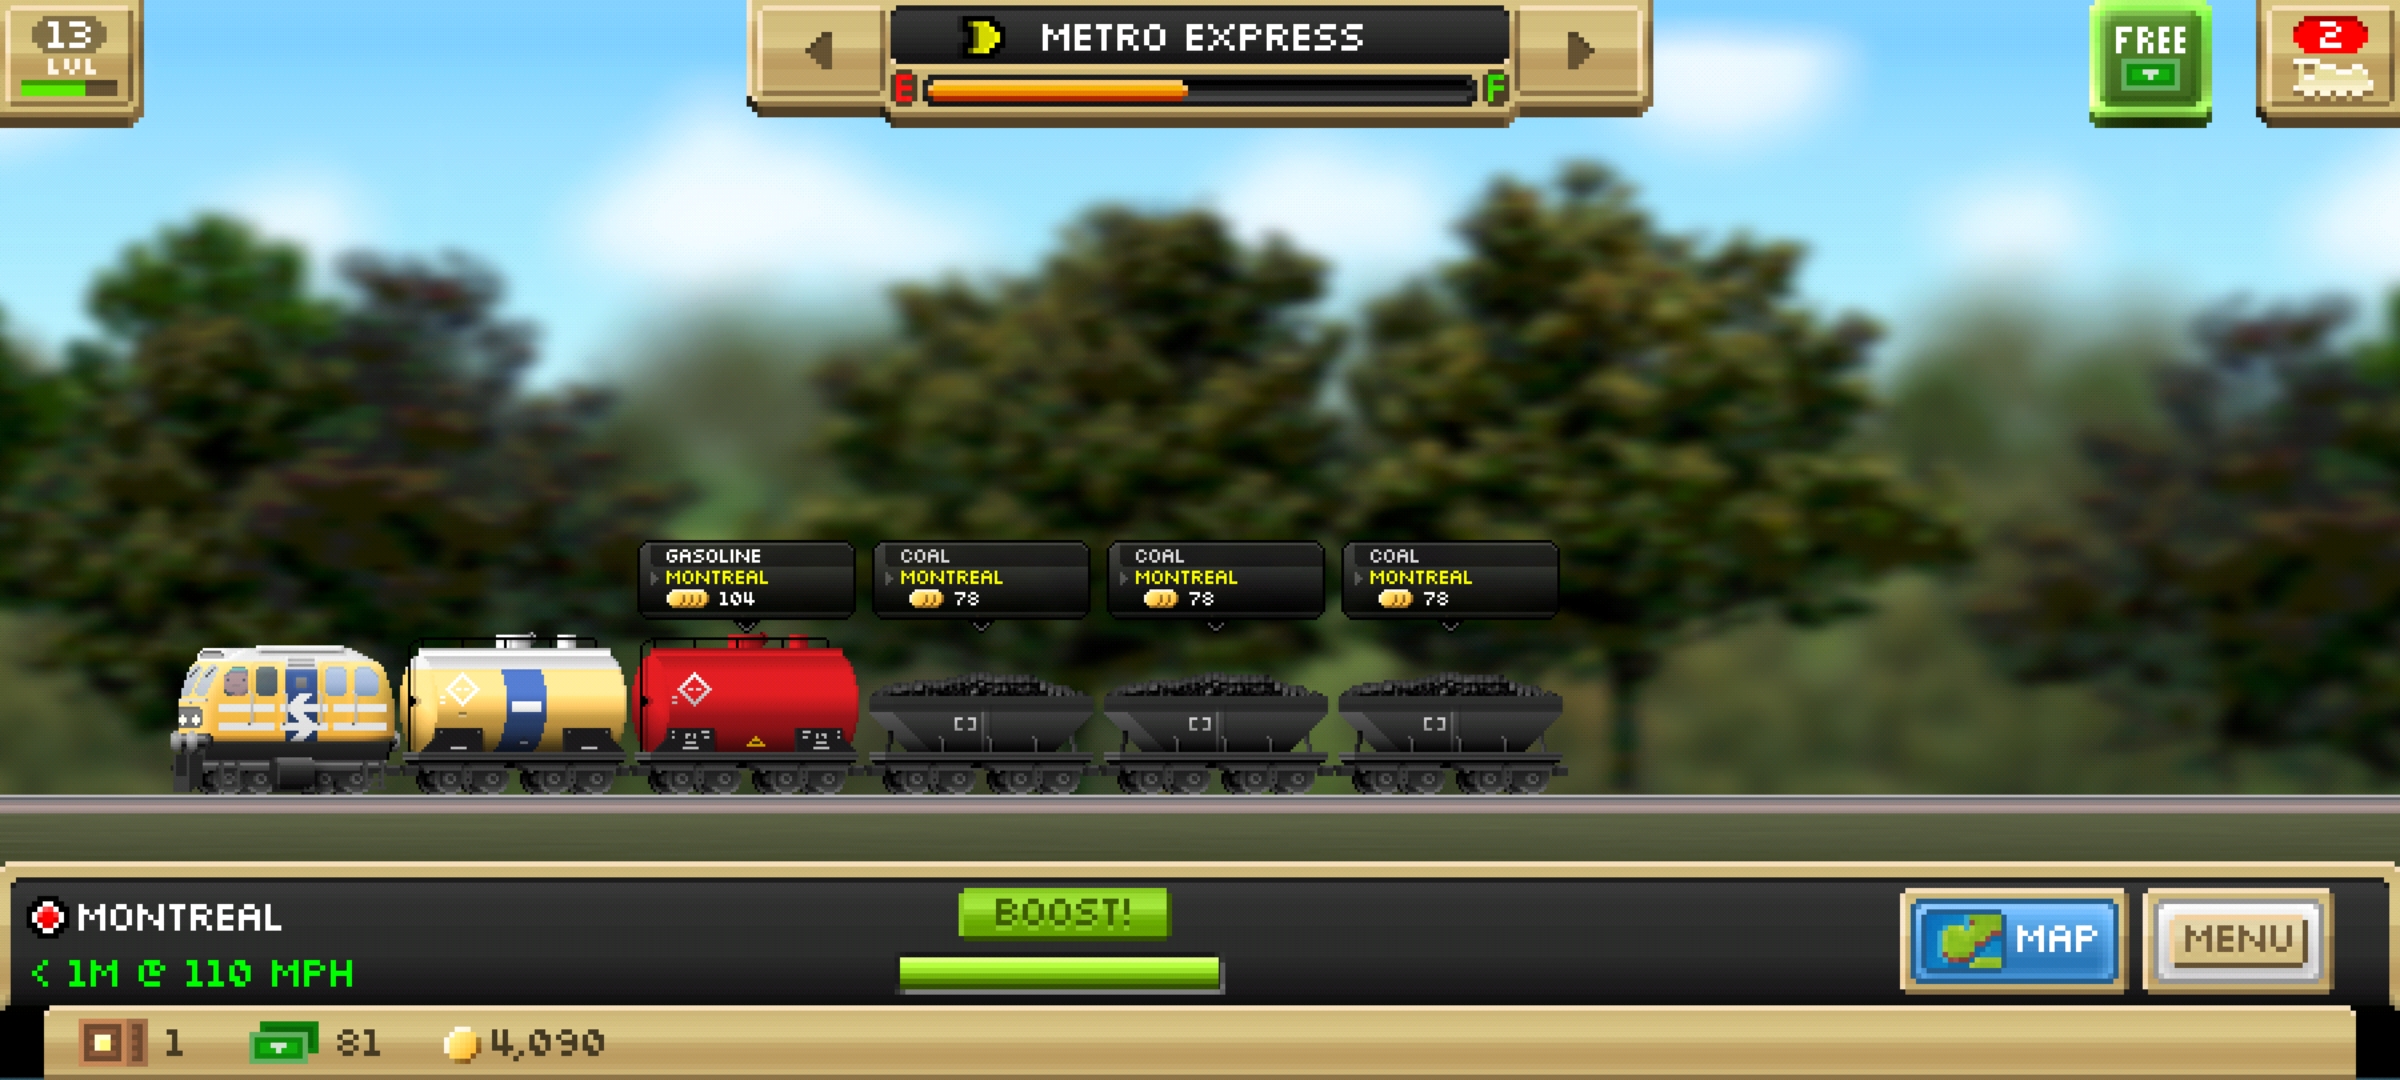 13
LVL
METRO EXPRESS
E F
FREE
2
GASOLINE
MONTREAL
104
COAL
MONTREAL
78
COAL
MONTREAL
78
COAL
MONTREAL
78
MONTREAL
< 1M @ 110 MPH
BOOST!
MAP
MENU
1
81
4,090